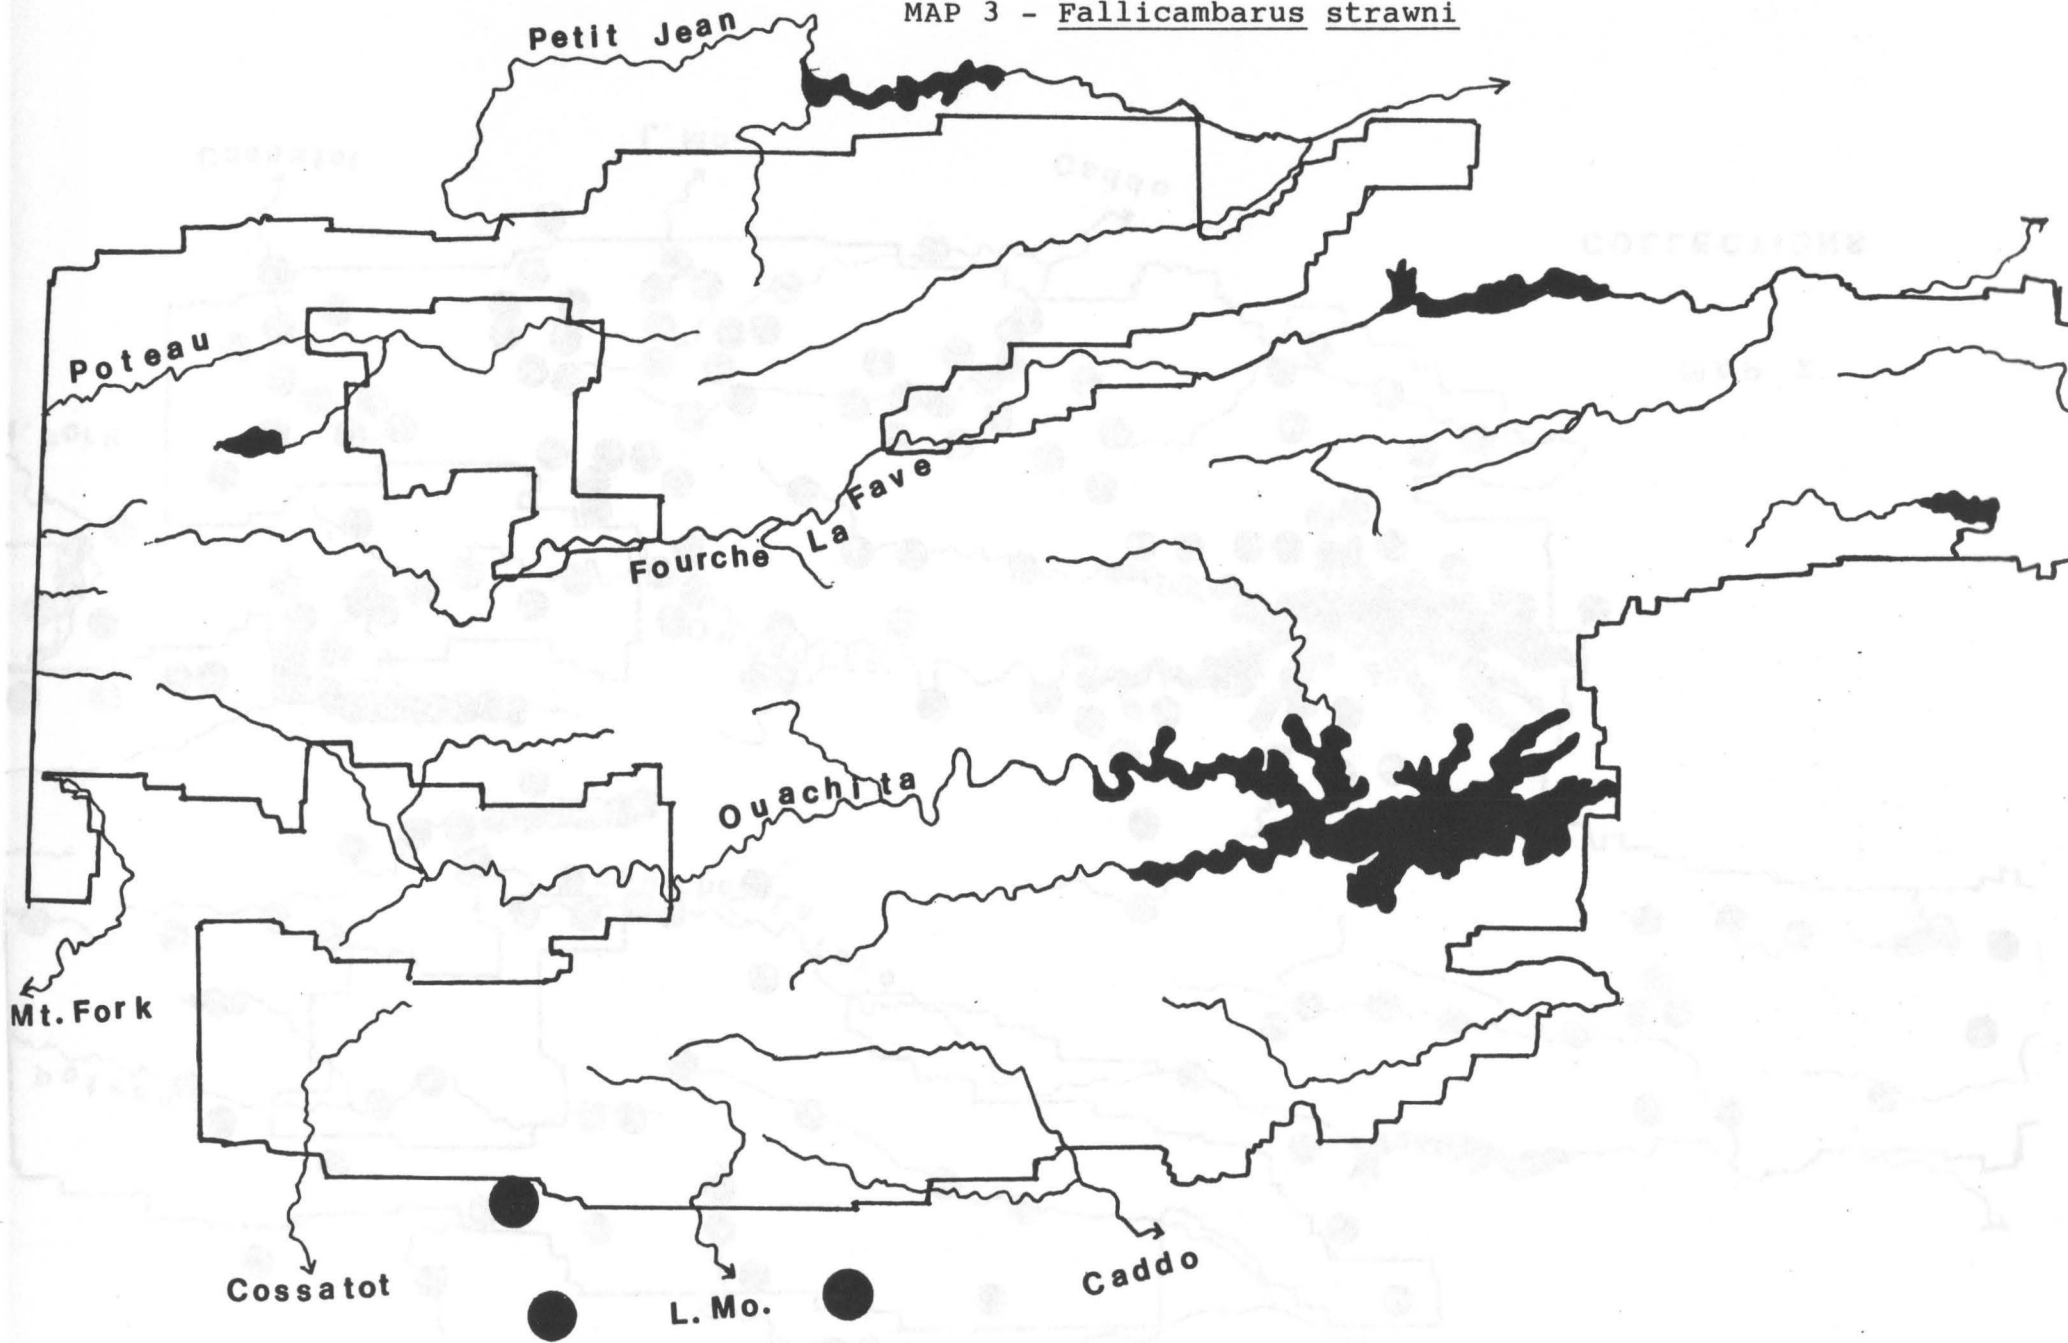 MAP 3 - Fallicambarus strawni
Petit Jean
Poteau
Fourche La Fave
Ouachita
Mt. Fork
Cossatot
L. Mo.
Caddo